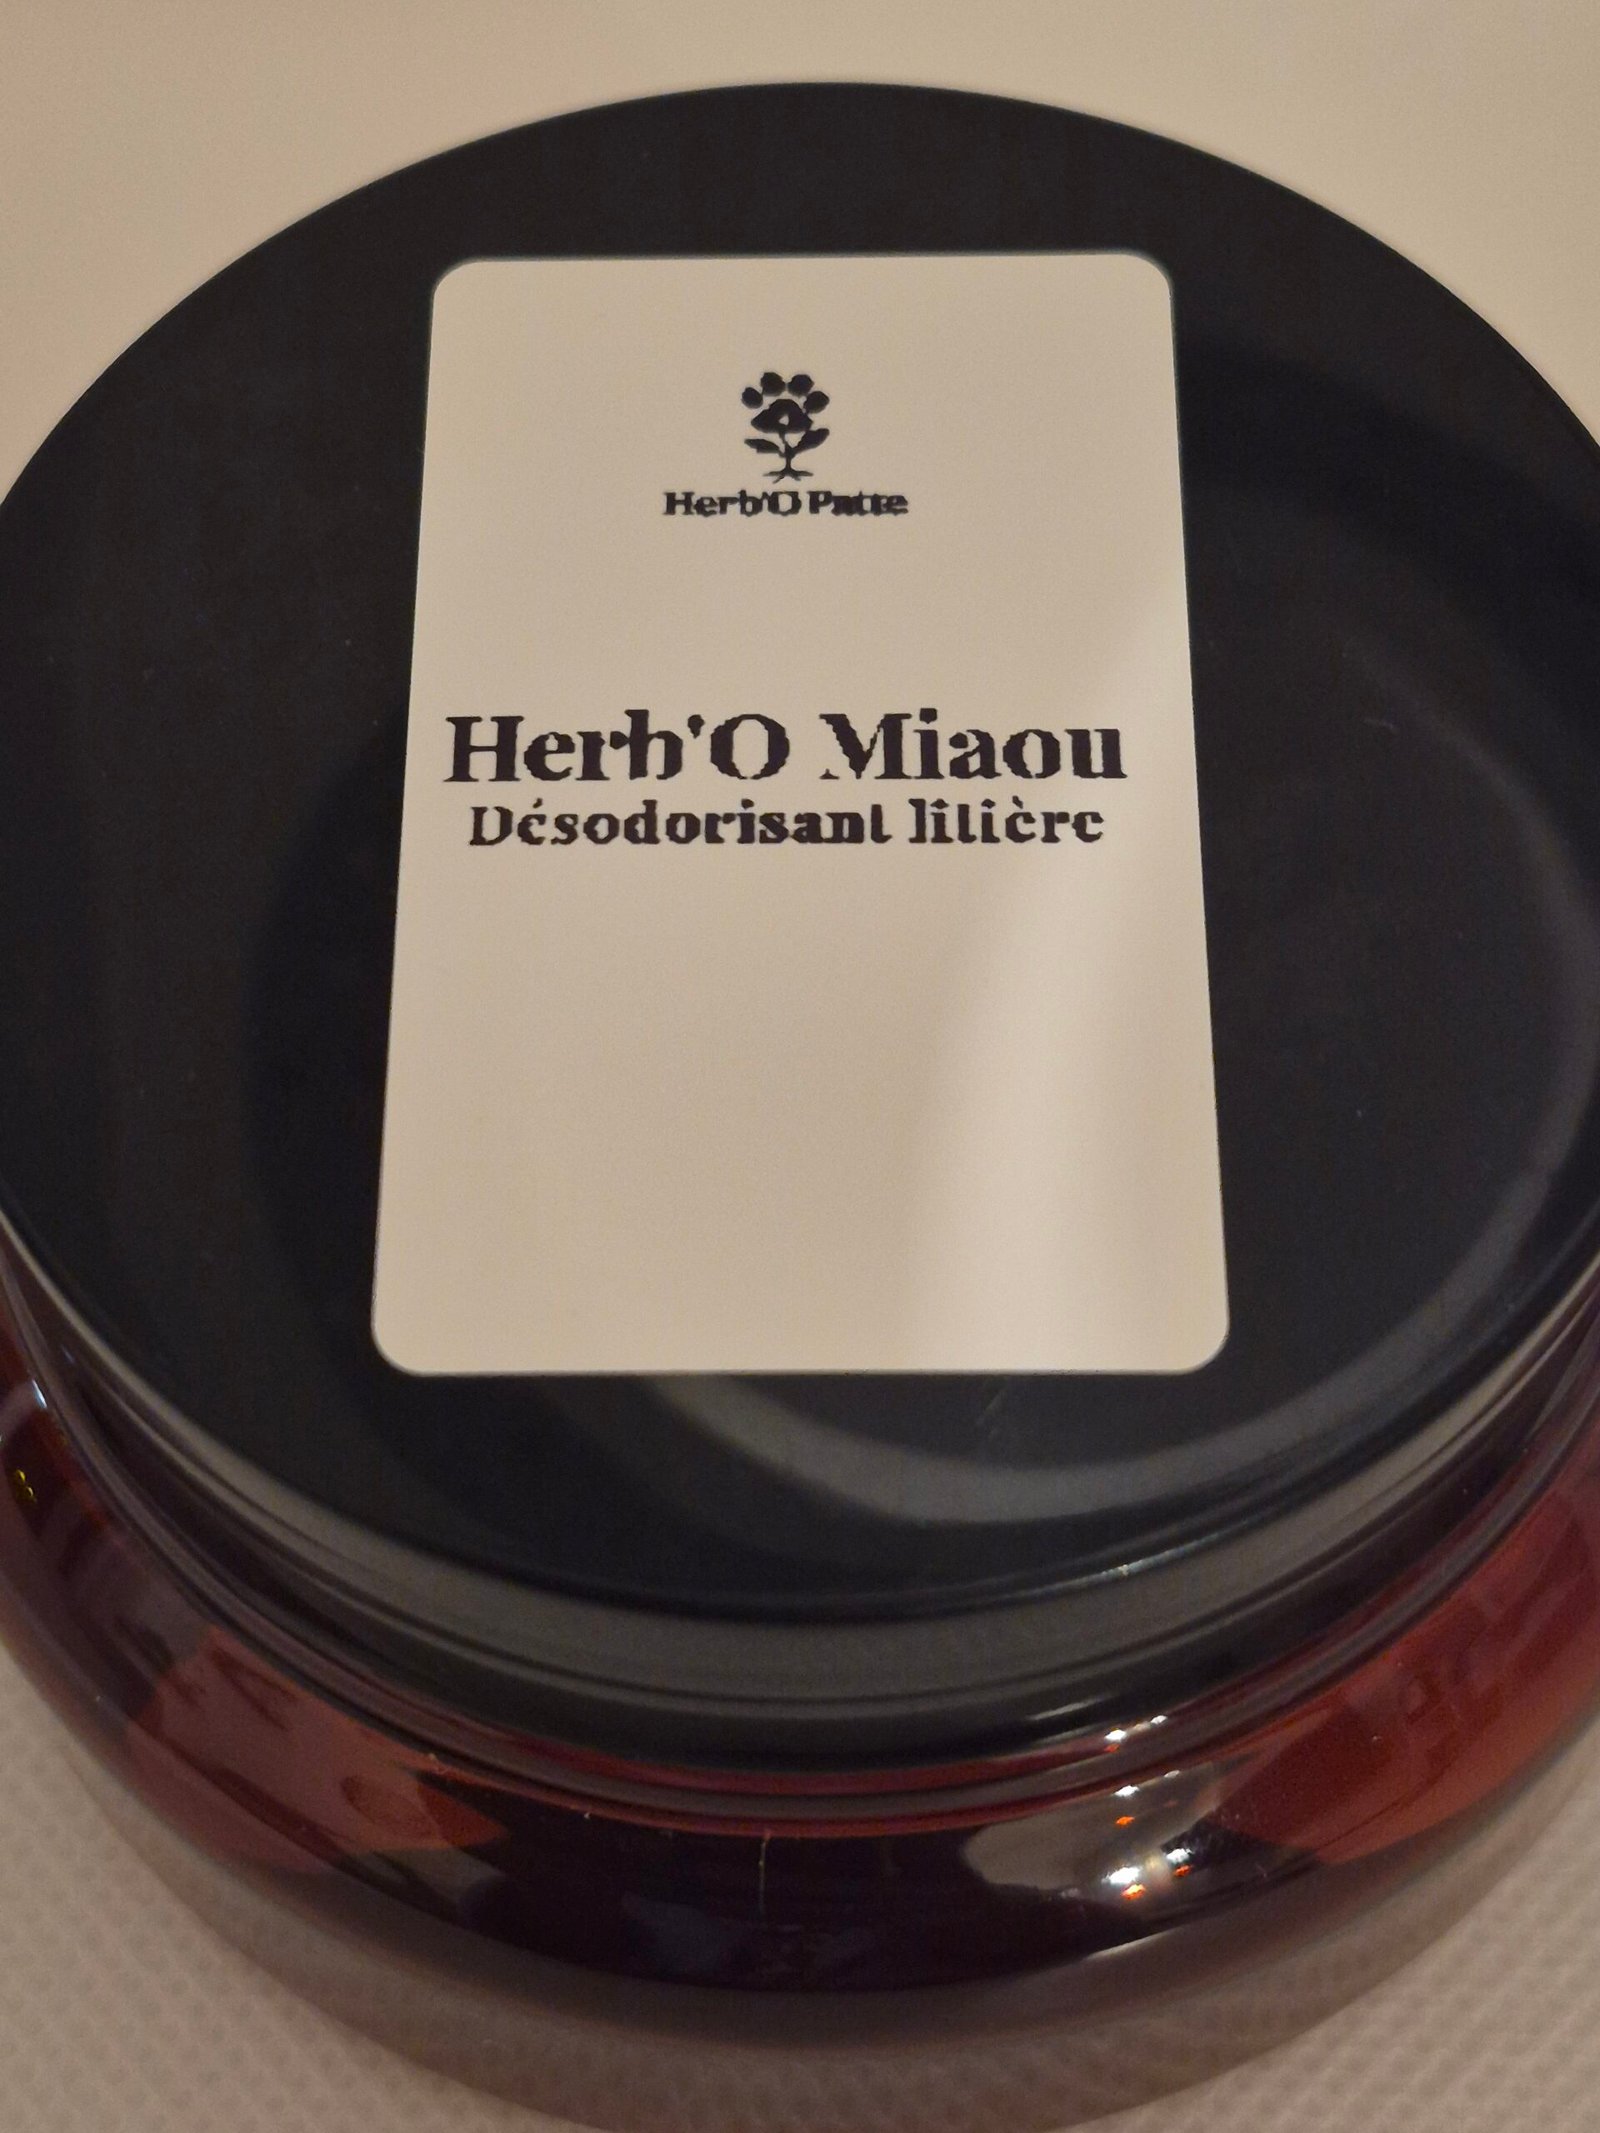 Herb'O Patte
Herb'O Miaou
Désodorisant litière